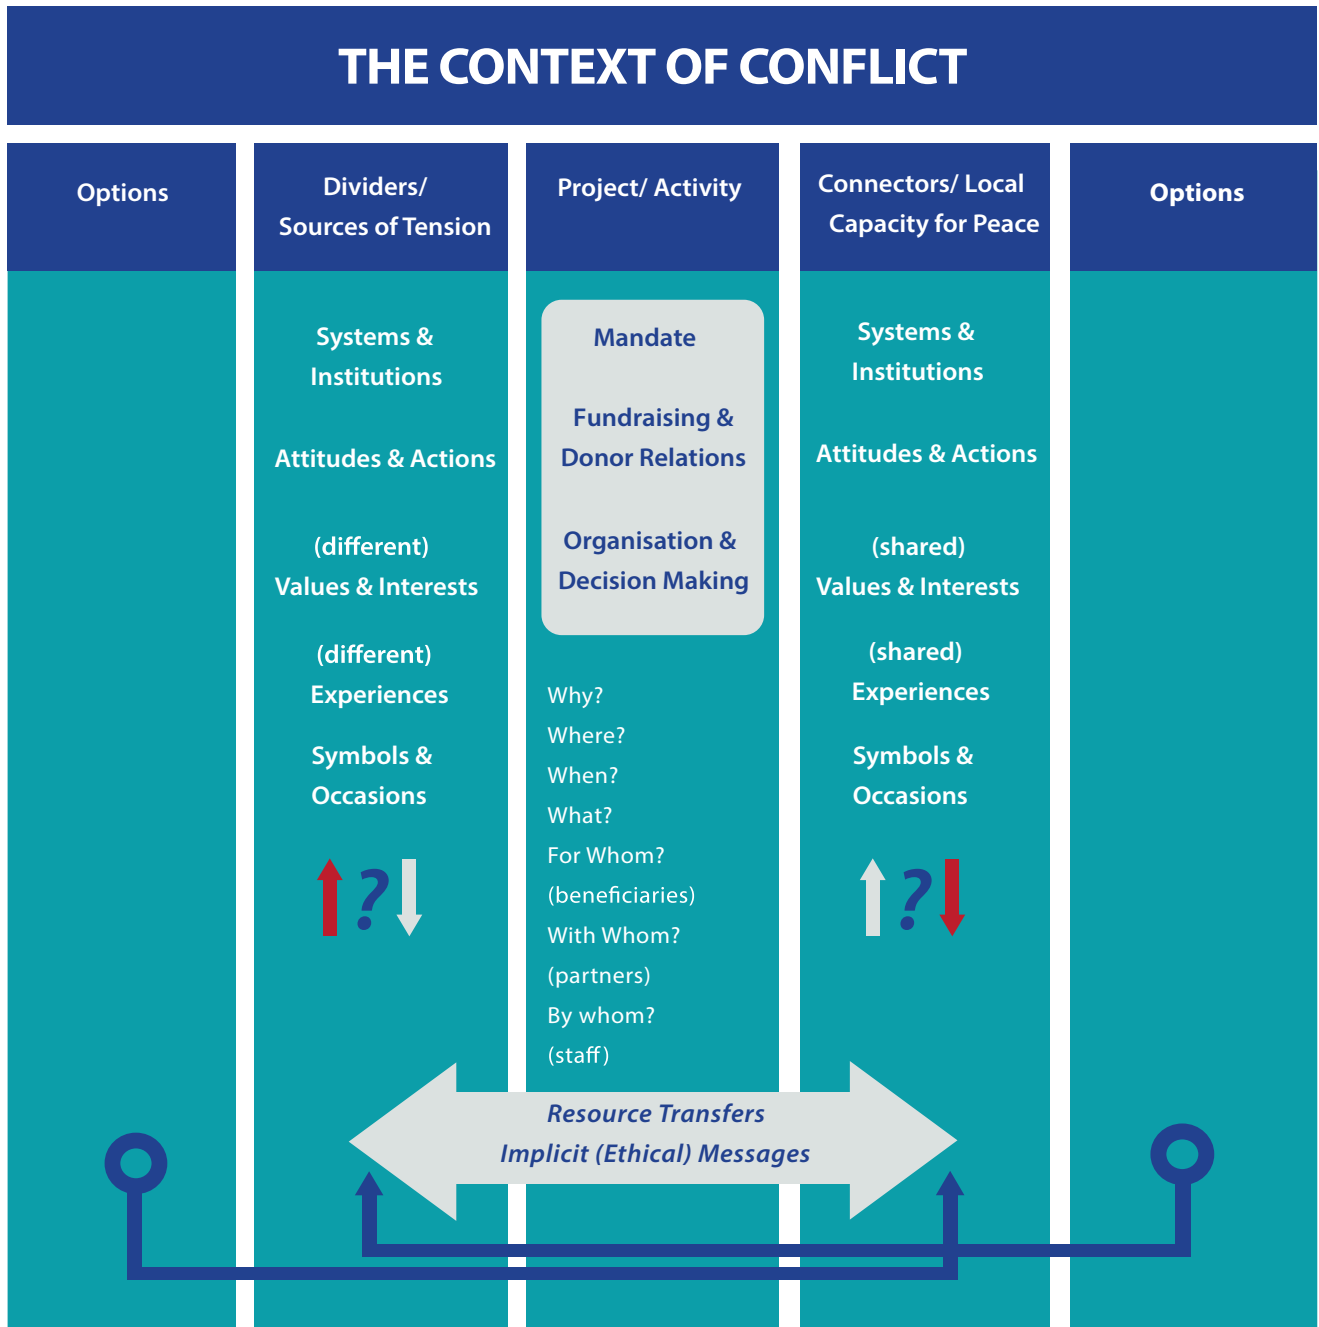 THE CONTEXT OF CONFLICT
Options
Dividers/
Sources of Tension
Project/ Activity
Connectors/ Local
Capacity for Peace
Options
Systems &
Institutions
Attitudes & Actions
(different)
Values & Interests
(different)
Experiences
Symbols &
Occasions
?
Mandate
Fundraising &
Donor Relations
Organisation &
Decision Making
Why?
Where?
When?
What?
For Whom?
(beneficiaries)
With Whom?
(partners)
By whom?
(staff)
Systems &
Institutions
Attitudes & Actions
(shared)
Values & Interests
(shared)
Experiences
Symbols &
Occasions
?
Resource Transfers
Implicit (Ethical) Messages